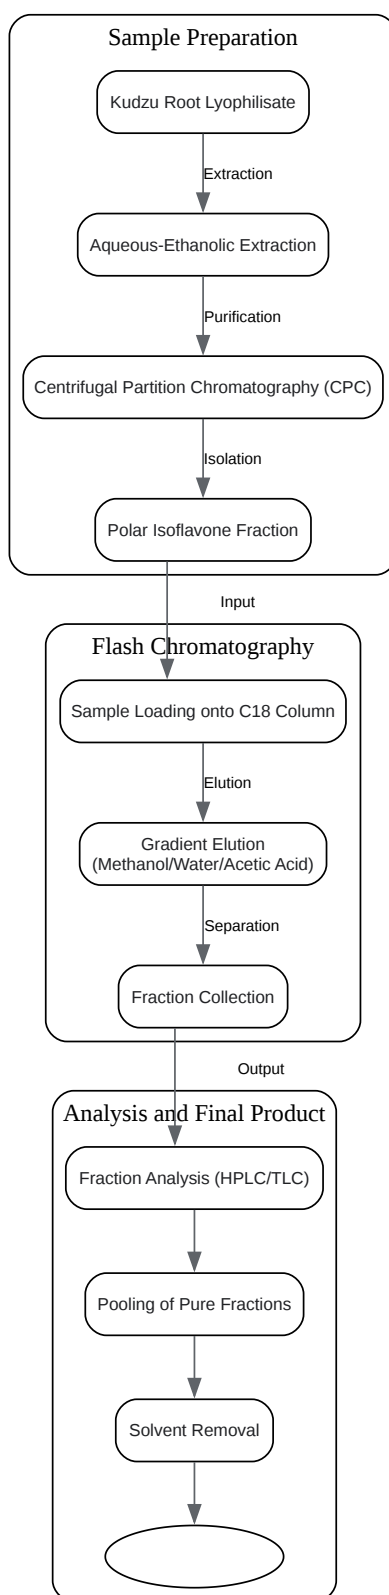 Sample Preparation
Kudzu Root Lyophilisate
Extraction
Aqueous-Ethanolic Extraction
Purification
Centrifugal Partition Chromatography (CPC)
Isolation
Polar Isoflavone Fraction
Input
Flash Chromatography
Sample Loading onto C18 Column
Elution
Gradient Elution
(Methanol/Water/Acetic Acid)
Separation
Fraction Collection
Output
Analysis and Final Product
Fraction Analysis (HPLC/TLC)
Pooling of Pure Fractions
Solvent Removal